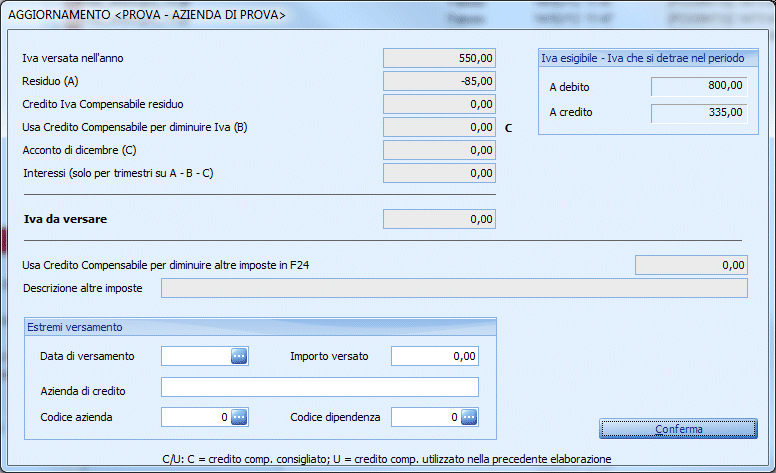 AGGIORNAMENTO <PROVA - AZIENDA DI PROVA>
Iva versata nell'anno 550,00
Residuo (A) -85,00
Credito Iva Compensabile residuo 0,00
Usa Credito Compensabile per diminuire Iva (B) 0,00 C
Acconto di dicembre (C) 0,00
Interessi (solo per trimestri su A - B - C) 0,00
Iva esigibile - Iva che si detrae nel periodo
A debito 800,00
A credito 335,00
Iva da versare 0,00
Usa Credito Compensabile per diminuire altre imposte in F24 0,00
Descrizione altre imposte
Estremi versamento
Data di versamento ... Importo versato 0,00
Azienda di credito
Codice azienda 0 ... Codice dipendenza 0 ...
Conferma
C/U: C = credito comp. consigliato; U = credito comp. utilizzato nella precedente elaborazione